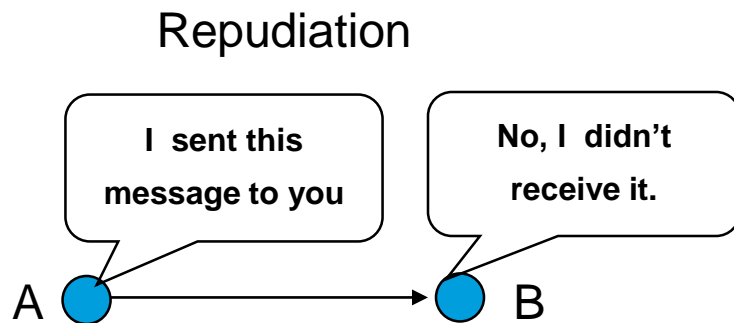 Repudiation
I sent this
message to you
No, I didn’t
receive it.
A
B